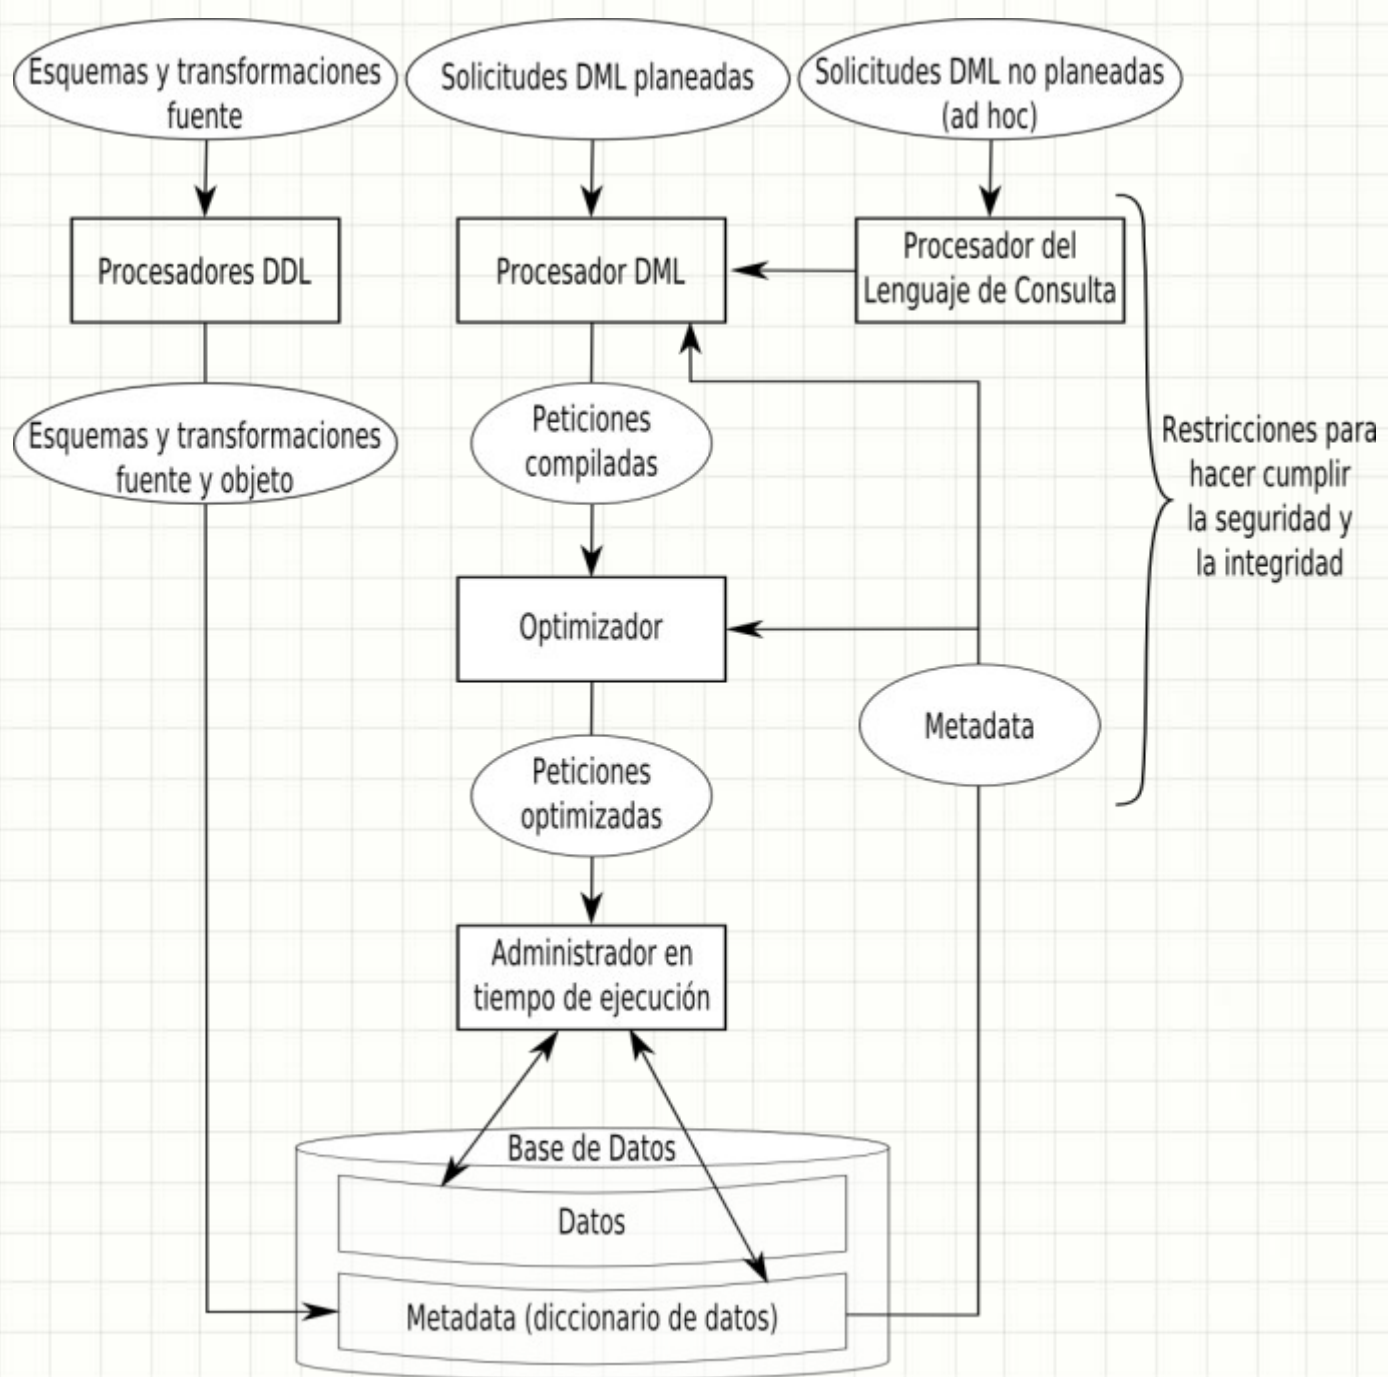 Esquemas y transformaciones
fuente
Solicitudes DML planeadas
Solicitudes DML no planeadas
(ad hoc)
Procesadores DDL
Procesador DML
Procesador del
Lenguaje de Consulta
Esquemas y transformaciones
fuente y objeto
Peticiones
compiladas
Restricciones para
hacer cumplir
la seguridad y
la integridad
Optimizador
Metadata
Peticiones
optimizadas
Administrador en
tiempo de ejecución
Base de Datos
Datos
Metadata (diccionario de datos)